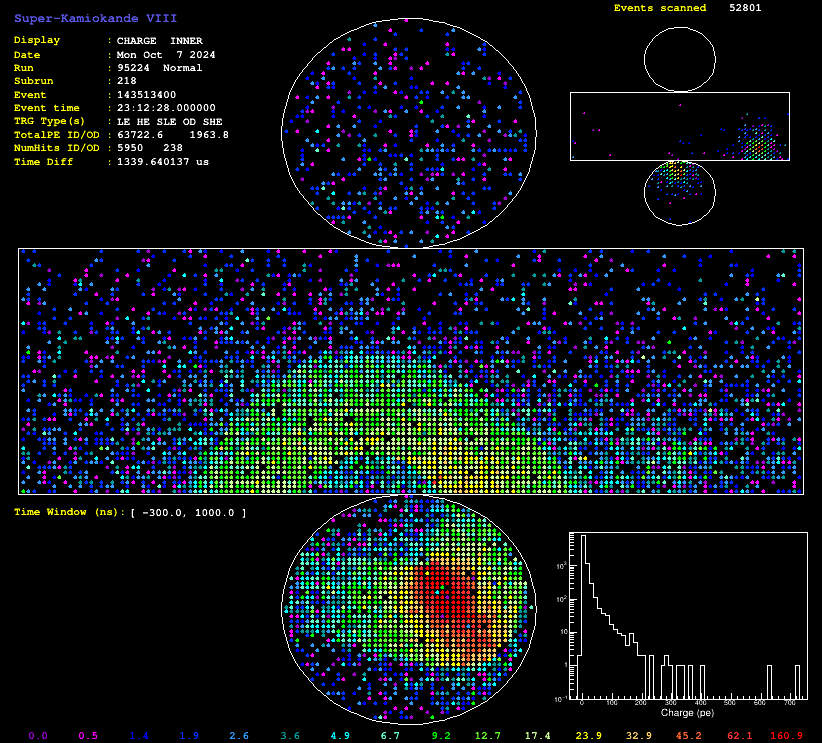 Super-Kamiokande VIII
Events scanned 52801
Display : CHARGE INNER
Date : Mon Oct 7 2024
Run : 95224 Normal
Subrun : 218
Event : 143513400
Event time : 23:12:28.000000
TRG Type(s) : LE HE SLE OD SHE
TotalPE ID/OD : 63722.6 1963.8
NumHits ID/OD : 5950 238
Time Diff : 1339.640137 us
Time Window (ns): [ -300.0, 1000.0 ]
10³
10²
10
1
10⁻¹
0 100 200 300 400 500 600 700
Charge (pe)
0.0 0.5 1.4 1.9 2.6 3.6 4.9 6.7 9.2 12.7 17.4 23.9 32.9 45.2 62.1 160.9